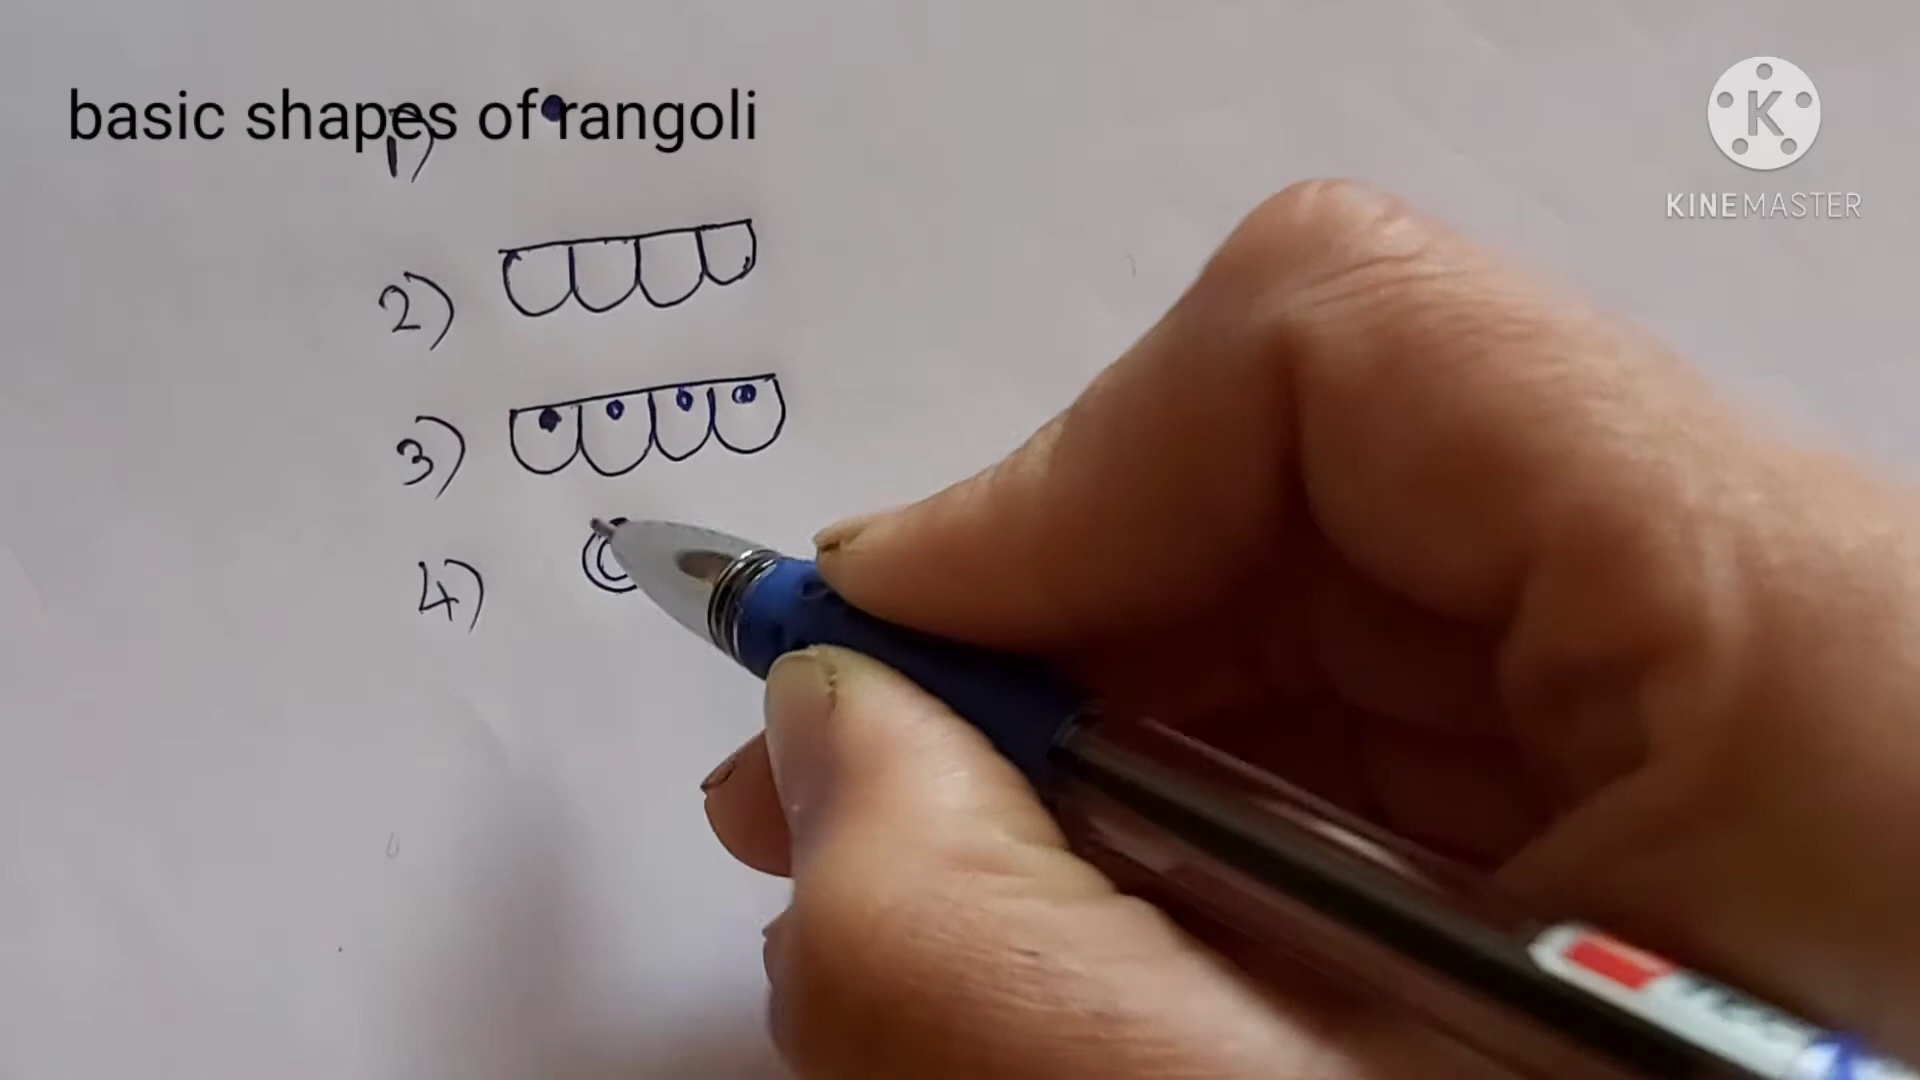 basic shapes of rangoli
1)
2)
3)
4)
K
KINEMASTER